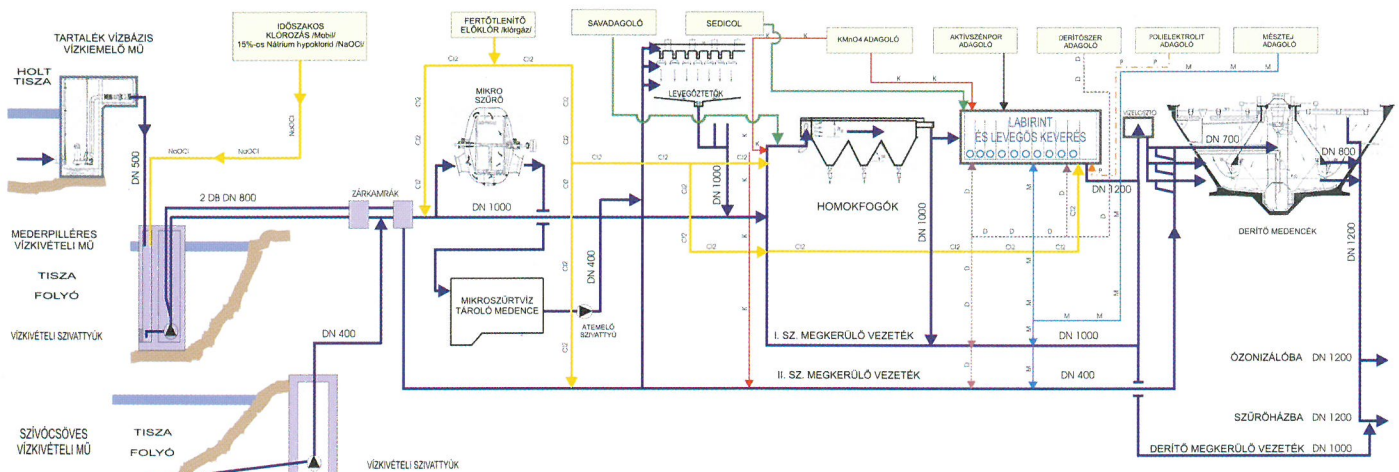 IDŐSZAKOS
KLÓROZÁS /Mobil/
15%-os Nátrium hypoklorid /NaOCl/
FERTŐTLENÍTŐ
ELŐKLÓR /klórgáz/
SAVADAGOLÓ
SEDICOL
KMnO4 ADAGOLÓ
AKTÍVSZÉNPOR
ADAGOLÓ
DERÍTŐSZER
ADAGOLÓ
POLIELEKTROLIT
ADAGOLÓ
MÉSZTEJ
ADAGOLÓ
TARTALÉK VÍZBÁZIS
VÍZKIEMELŐ MŰ
HOLT
TISZA
DN 500
NaOCl
NaOCl
NaOCl
Cl2
Cl2
MIKRO
SZŰRŐ
LEVEGŐZTETŐK
LABIRINT
ÉS LEVEGŐS KEVERÉS
VÍZELOSZTÓ
DN 700
DN 800
DN 1200
HOMOKFOGÓK
DERÍTŐ MEDENCÉK
2 DB DN 800
ZÁRKAMRÁK
DN 1000
DN 1000
DN 1000
DN 1200
MEDERPILLÉRES
VÍZKIVÉTELI MŰ
TISZA
FOLYÓ
VÍZKIVÉTELI SZIVATTYÚK
DN 400
MIKROSZŰRTVÍZ
TÁROLÓ MEDENCE
ÁTEMELŐ
SZIVATTYÚ
DN 400
I. SZ. MEGKERÜLŐ VEZETÉK
DN 1000
II. SZ. MEGKERÜLŐ VEZETÉK
DN 400
ÓZONIZÁLÓBA DN 1200
SZŰRŐHÁZBA DN 1200
DERÍTŐ MEGKERÜLŐ VEZETÉK DN 1000
SZÍVÓCSÖVES
VÍZKIVÉTELI MŰ
TISZA
FOLYÓ
VÍZKIVÉTELI SZIVATTYÚK